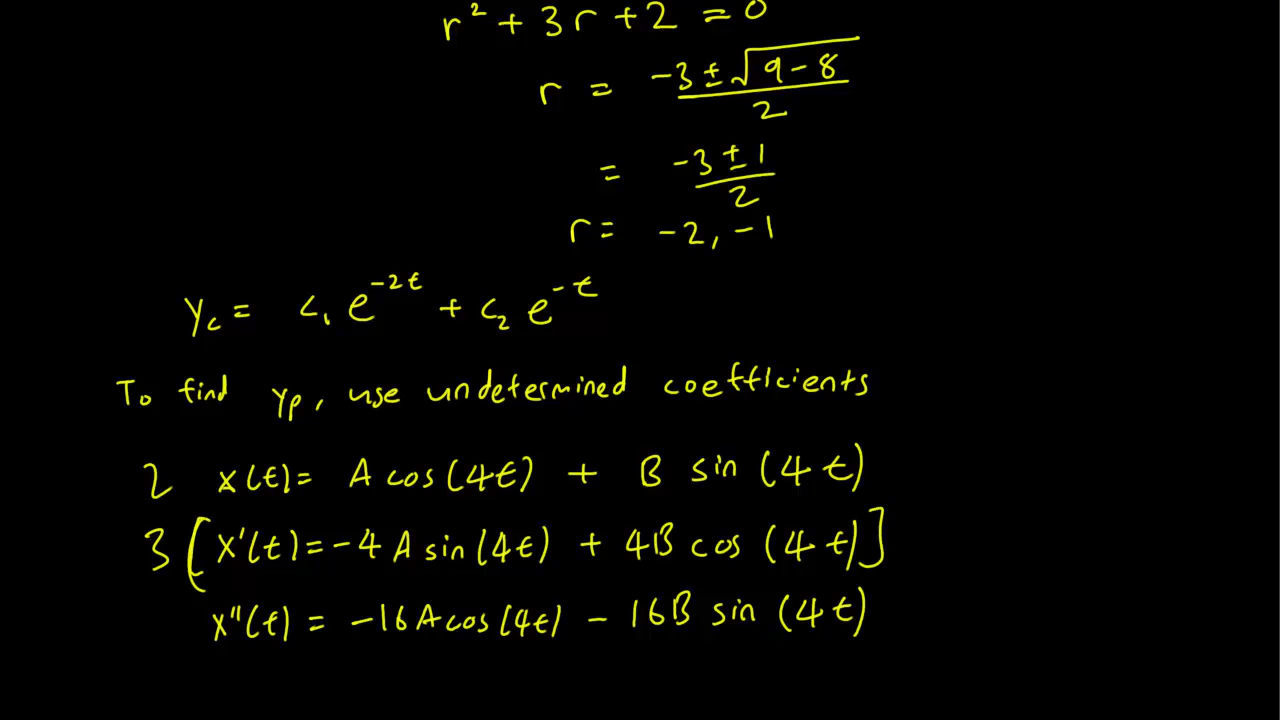 r² + 3r + 2 = 0
r = (-3 ± √(9 - 8)) / 2
= (-3 ± 1) / 2
r = -2, -1
y_c = c₁ e^(-2t) + c₂ e^(-t)
To find y_p, use undetermined coefficients
2 x(t) = A cos(4t) + B sin(4t)
3 [x'(t) = -4A sin(4t) + 4B cos(4t)]
x''(t) = -16A cos(4t) - 16B sin(4t)